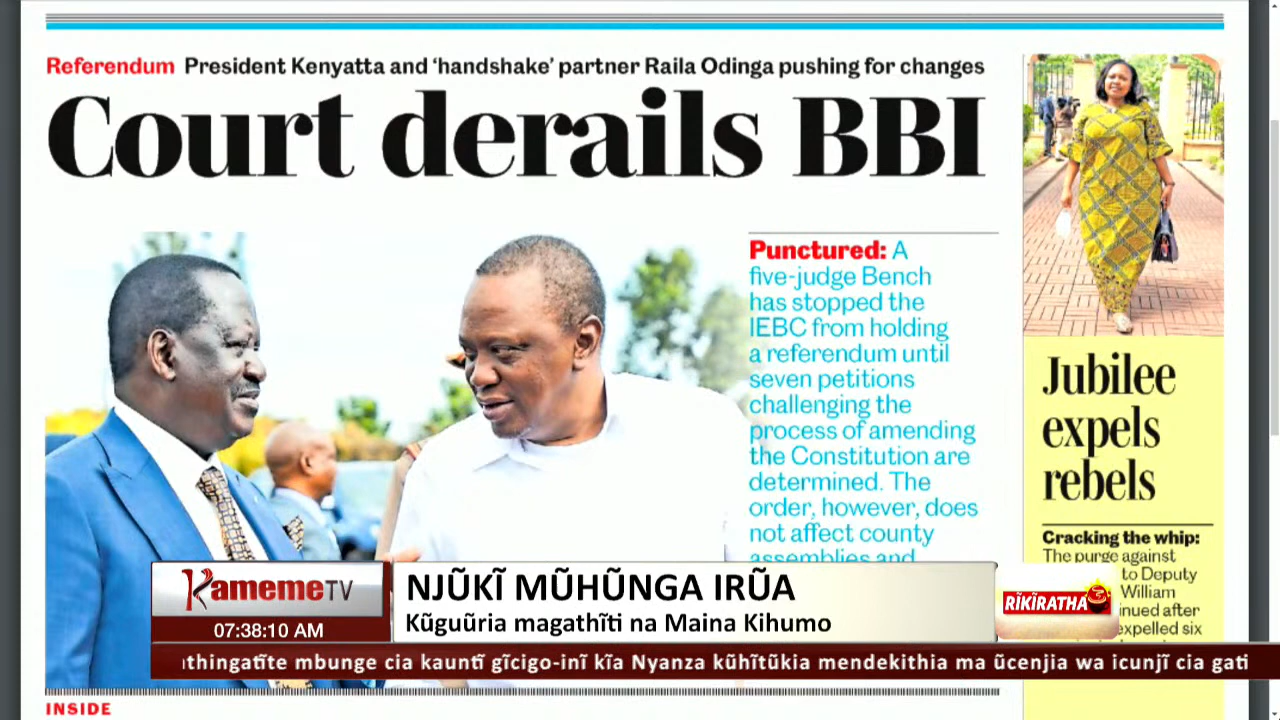 Referendum President Kenyatta and ‘handshake’ partner Raila Odinga pushing for changes
Court derails BBI
Punctured: A
five-judge Bench
has stopped the
IEBC from holding
a referendum until
seven petitions
challenging the
process of amending
the Constitution are
determined. The
order, however, does
not affect county
assemblies and
Jubilee
expels
rebels
Cracking the whip:
The purge against
to Deputy
William
inued after
expelled six
KamemeTV
07:38:10 AM
NJŨKĨ MŨHŨNGA IRŨA
Kũguũria magathĩti na Maina Kihumo
RĨKĨRATHA
thingatĩte mbunge cia kauntĩ gĩcigo-inĩ kĩa Nyanza kũhĩtũkia mendekithia ma ũcenjia wa icunjĩ cia gati
INSIDE